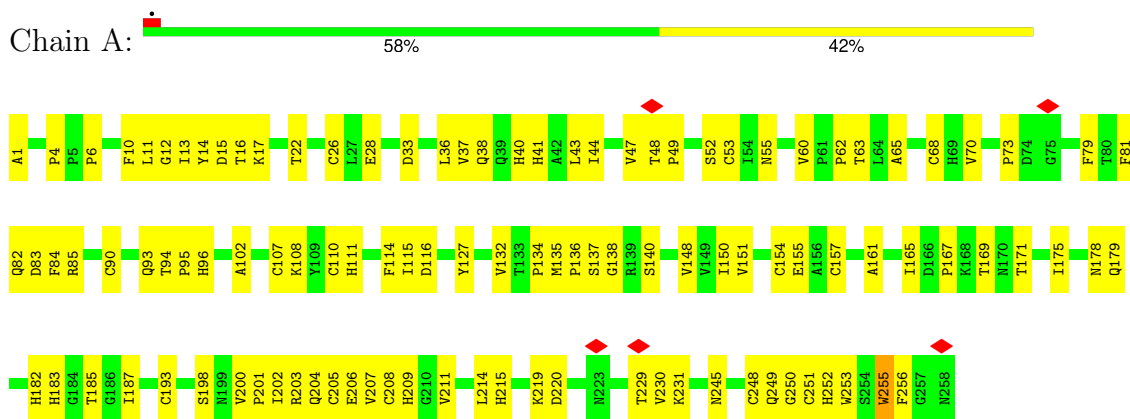 Chain A:
58% 42%
A1 P4 P5 P6 F10 L11 G12 I13 Y14 D15 T16 K17 T22 C26 L27 E28 D33 L36 V37 Q38 Q39 H40 H41 A42 L43 I44 V47 T48 P49 S52 C53 I54 N55 V60 P61 P62 T63 L64 A65 C68 H69 V70 P73 D74 G75 F79 T80 F81
Q82 D83 F84 R85 C90 Q93 T94 P95 H96 A102 C107 K108 Y109 C110 H111 F114 I115 D116 Y127 V132 T133 P134 M135 P136 S137 G138 R139 S140 V148 V149 I150 V151 C154 E155 A156 C157 A161 I165 D166 P167 K168 T169 N170 T171 I175 N178 Q179
H182 H183 G184 T185 G186 I187 C193 S198 N199 V200 P201 I202 R203 Q204 C205 E206 V207 C208 H209 G210 V211 L214 H215 K219 D220 N223 T229 V230 K231 N245 C248 Q249 G250 C251 H252 W253 S254 W255 F256 G257 N258